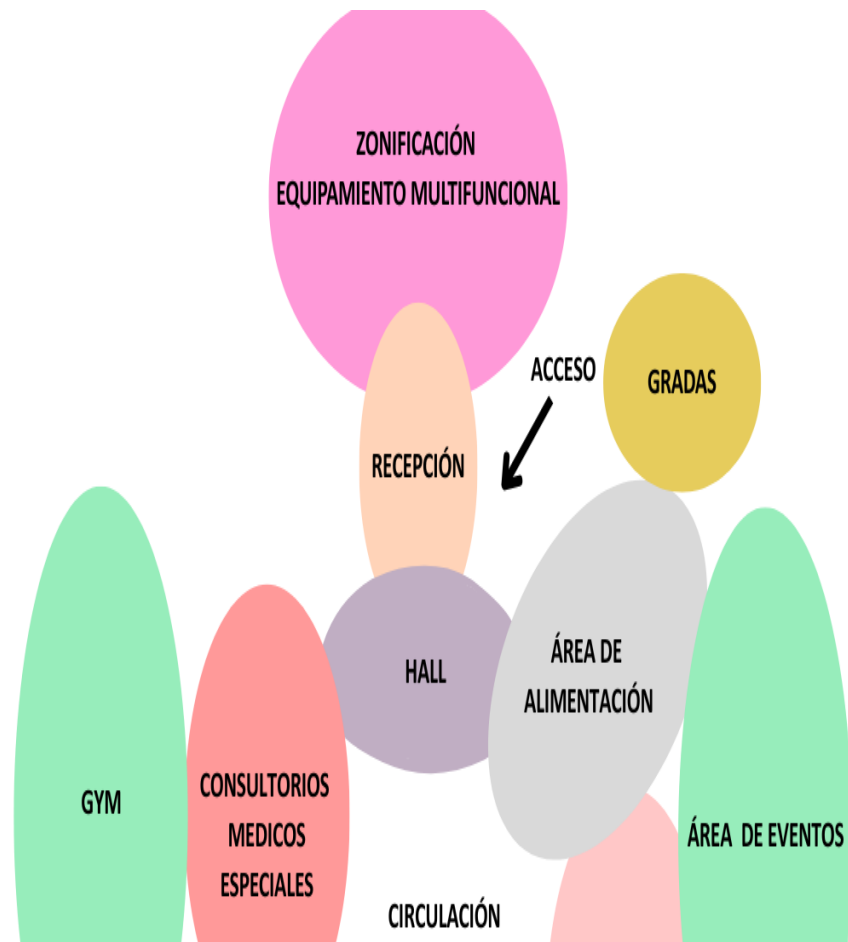 ZONIFICACIÓN
EQUIPAMIENTO MULTIFUNCIONAL
ACCESO
GRADAS
RECEPCIÓN
HALL
ÁREA DE
ALIMENTACIÓN
GYM
CONSULTORIOS
MEDICOS
ESPECIALES
ÁREA DE EVENTOS
CIRCULACIÓN